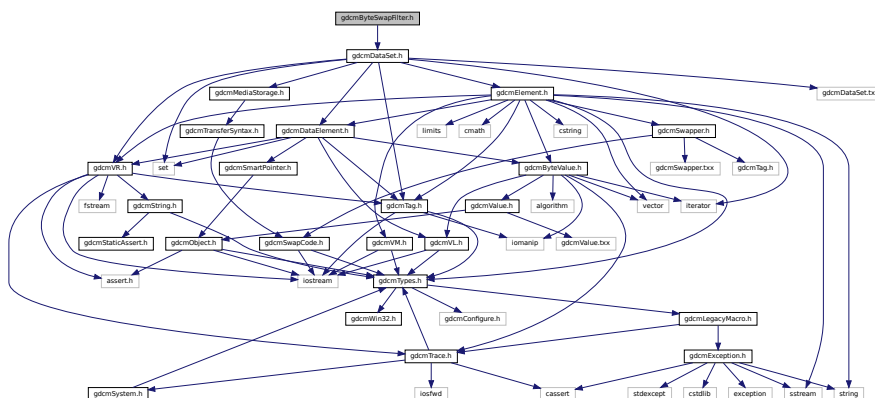 gdcmByteSwapFilter.h
gdcmDataSet.h
gdcmMediaStorage.h
gdcmElement.h
gdcmDataSet.tx
gdcmTransferSyntax.h
gdcmDataElement.h
limits
cmath
cstring
gdcmSwapper.h
gdcmVR.h
set
gdcmSmartPointer.h
gdcmByteValue.h
gdcmSwapper.txx
gdcmTag.h
fstream
gdcmString.h
gdcmTag.h
gdcmValue.h
algorithm
vector
iterator
gdcmStaticAssert.h
gdcmObject.h
gdcmSwapCode.h
gdcmVM.h
gdcmVL.h
iomanip
gdcmValue.txx
assert.h
iostream
gdcmTypes.h
gdcmWin32.h
gdcmConfigure.h
gdcmLegacyMacro.h
gdcmTrace.h
gdcmException.h
gdcmSystem.h
iosfwd
cassert
stdexcept
cstdlib
exception
sstream
string